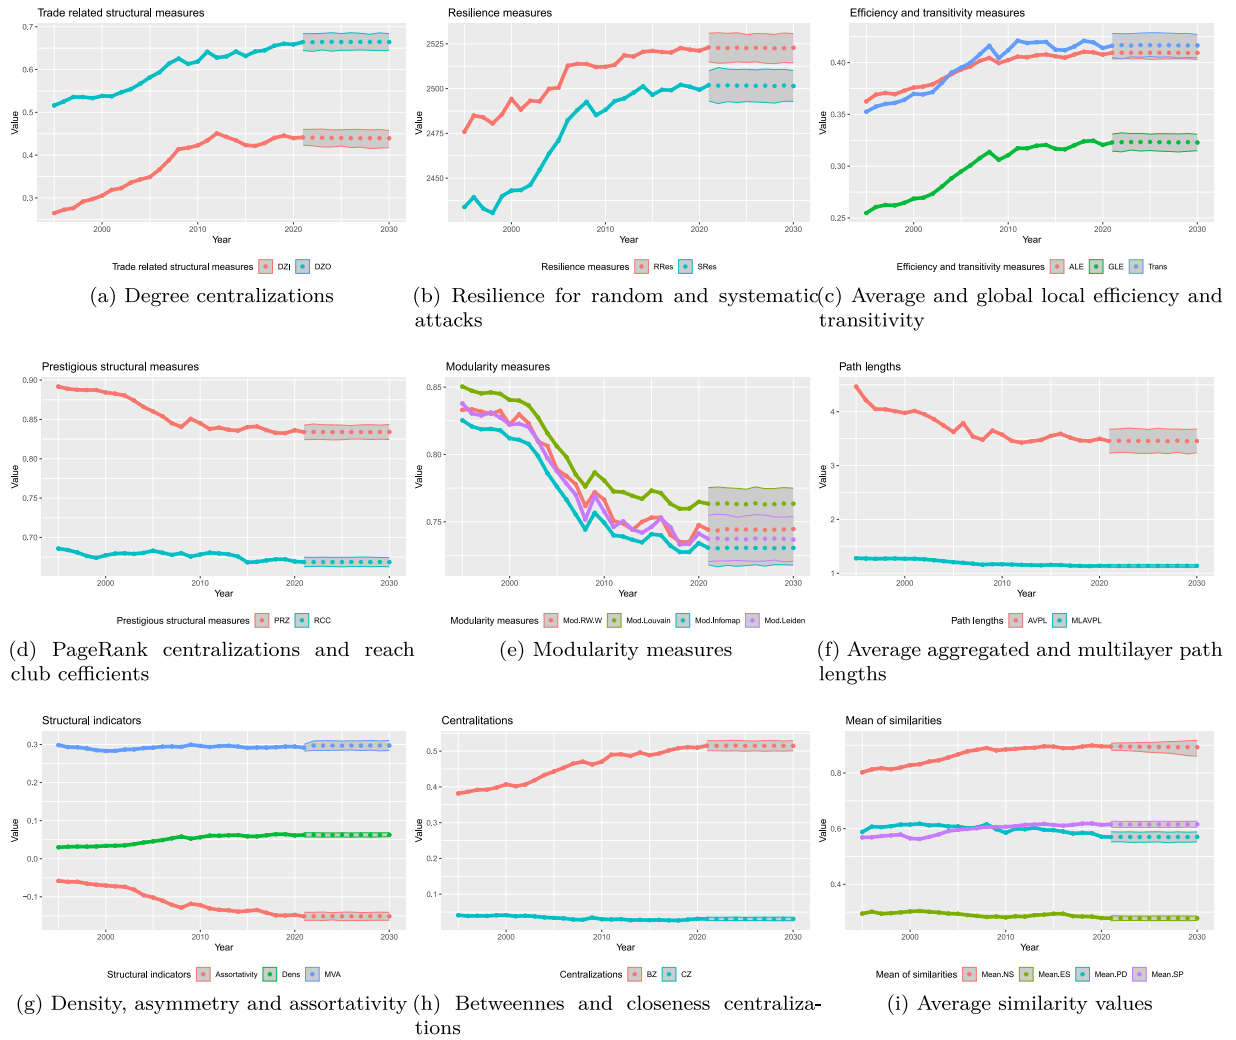 Trade related structural measures
0.7
0.6
0.5
0.4
0.3
Value
2000
2010
2020
2030
Year
Trade related structural measures DZI DZO
(a) Degree centralizations
Resilience measures
2525
2500
2475
2450
Value
2000
2010
2020
2030
Year
Resilience measures RRes SRes
(b) Resilience for random and systematic
attacks
Efficiency and transitivity measures
0.40
0.35
0.30
0.25
Value
2000
2010
2020
2030
Year
Efficiency and transitivity measures ALE GLE Trans
(c) Average and global local efficiency and
transitivity
Prestigious structural measures
0.90
0.85
0.80
0.75
0.70
Value
2000
2010
2020
2030
Year
Prestigious structural measures PRZ RCC
(d) PageRank centralizations and reach
club cefficients
Modularity measures
0.85
0.80
0.75
Value
2000
2010
2020
2030
Year
Modularity measures Mod.RW.W Mod.Louvain Mod.Infomap Mod.Leiden
(e) Modularity measures
Path lengths
4
3
2
1
Value
2000
2010
2020
2030
Year
Path lengths AVPL MLAVPL
(f) Average aggregated and multilayer path
lengths
Structural indicators
0.3
0.2
0.1
0.0
−0.1
Value
2000
2010
2020
2030
Year
Structural indicators Assortativity Dens MVA
(g) Density, asymmetry and assortativity
Centralitations
0.5
0.4
0.3
0.2
0.1
Value
2000
2010
2020
2030
Year
Centralizations BZ CZ
(h) Betweennes and closeness centraliza-
tions
Mean of similarities
0.8
0.6
0.4
Value
2000
2010
2020
2030
Year
Mean of similarities Mean.NS Mean.ES Mean.PD Mean.SP
(i) Average similarity values